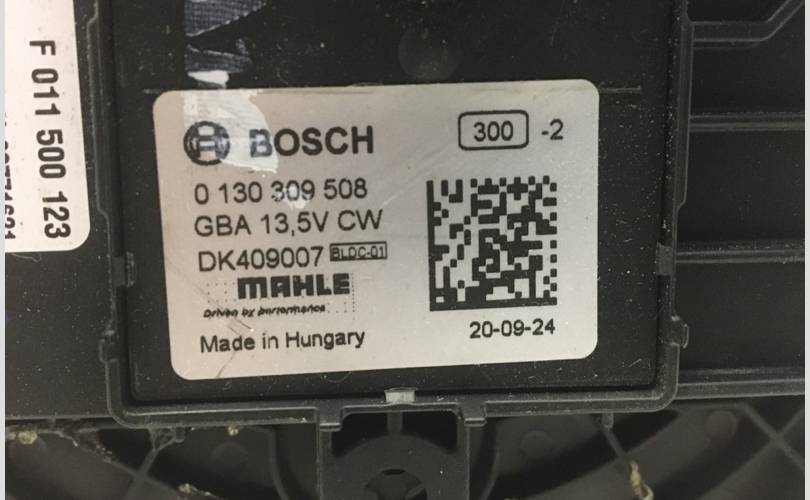 F 011 500 123
BOSCH
300 -2
0 130 309 508
GBA 13,5V CW
DK409007 BLDC-01
MAHLE
Driven by performance
Made in Hungary
20-09-24